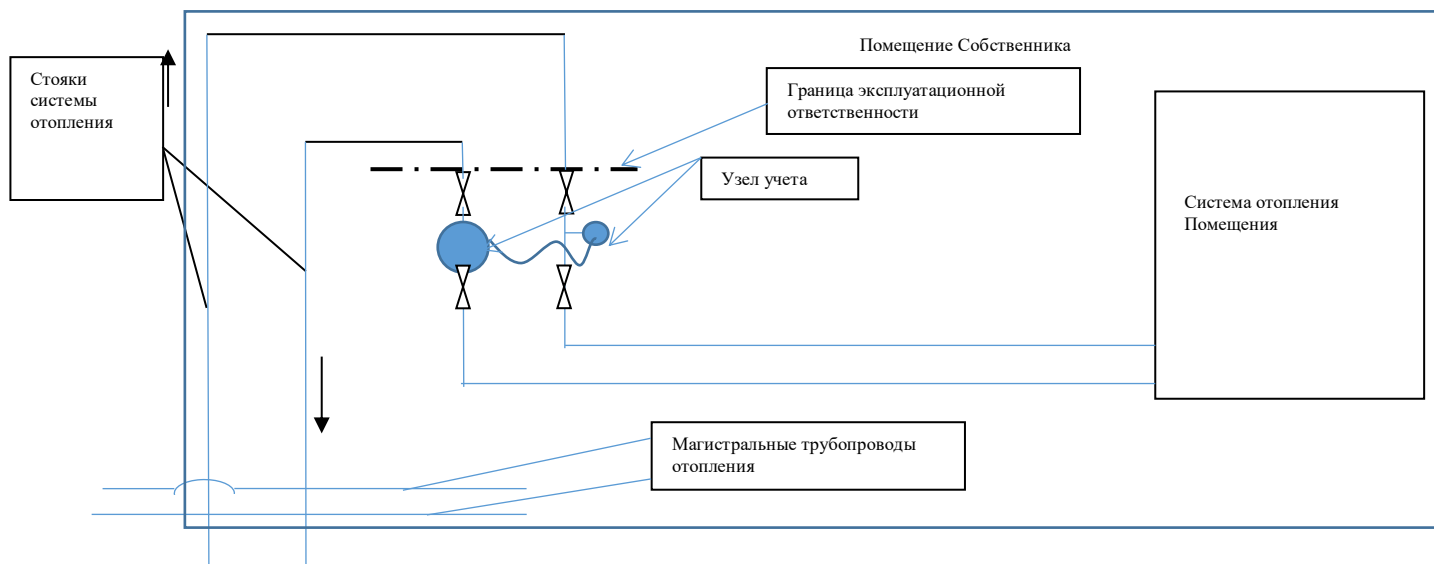 Помещение Собственника
Стояки
системы
отопления
Граница эксплуатационной
ответственности
Узел учета
Система отопления
Помещения
Магистральные трубопроводы
отопления